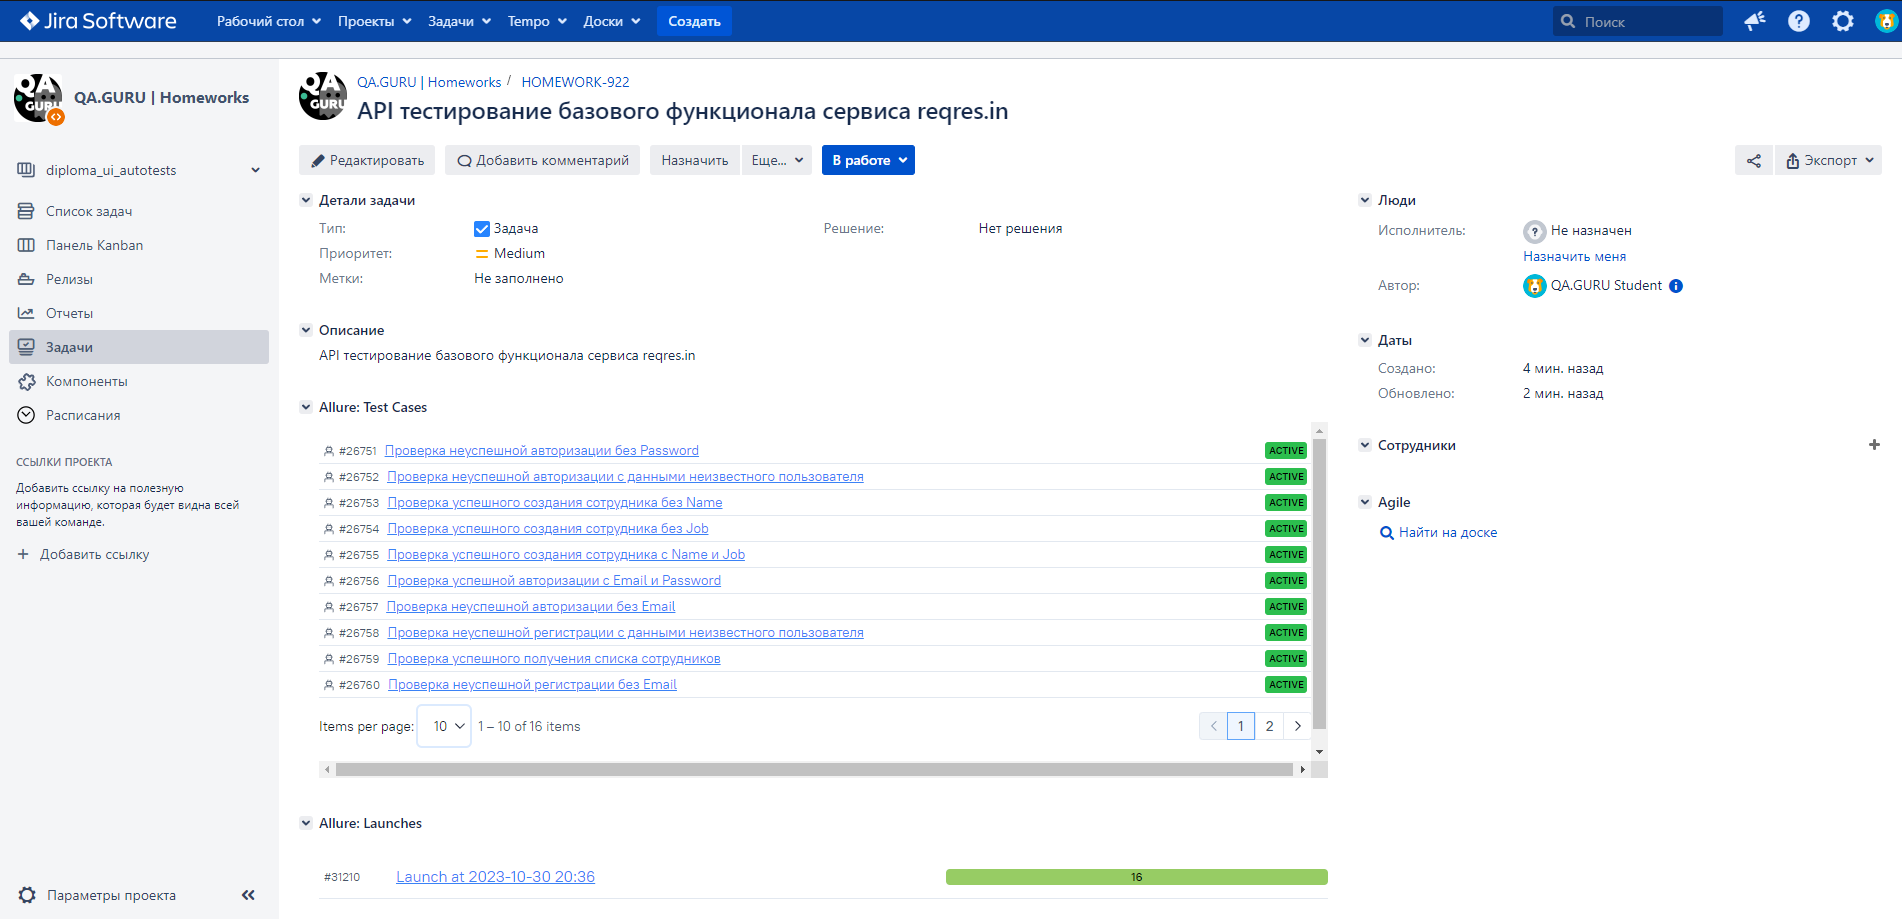 Jira Software Рабочий стол Проекты Задачи Tempo Доски Создать Поиск
QA.GURU | Homeworks
diploma_ui_autotests
Список задач
Панель Kanban
Релизы
Отчеты
Задачи
Компоненты
Расписания
ССЫЛКИ ПРОЕКТА
Добавить ссылку на полезную
информацию, которая будет видна всей
вашей команде.
+ Добавить ссылку
Параметры проекта
QA.GURU | Homeworks / HOMEWORK-922
API тестирование базового функционала сервиса reqres.in
Редактировать Добавить комментарий Назначить Еще... В работе Экспорт
Детали задачи
Тип: Задача Решение: Нет решения
Приоритет: Medium
Метки: Не заполнено
Описание
API тестирование базового функционала сервиса reqres.in
Allure: Test Cases
#26751 Проверка неуспешной авторизации без Password ACTIVE
#26752 Проверка неуспешной авторизации с данными неизвестного пользователя ACTIVE
#26753 Проверка успешного создания сотрудника без Name ACTIVE
#26754 Проверка успешного создания сотрудника без Job ACTIVE
#26755 Проверка успешного создания сотрудника с Name и Job ACTIVE
#26756 Проверка успешной авторизации с Email и Password ACTIVE
#26757 Проверка неуспешной авторизации без Email ACTIVE
#26758 Проверка неуспешной регистрации с данными неизвестного пользователя ACTIVE
#26759 Проверка успешного получения списка сотрудников ACTIVE
#26760 Проверка неуспешной регистрации без Email ACTIVE
Items per page: 10 1 – 10 of 16 items 1 2
Allure: Launches
#31210 Launch at 2023-10-30 20:36 16
Люди
Исполнитель: Не назначен
Назначить меня
Автор: QA.GURU Student
Даты
Создано: 4 мин. назад
Обновлено: 2 мин. назад
Сотрудники
Agile
Найти на доске